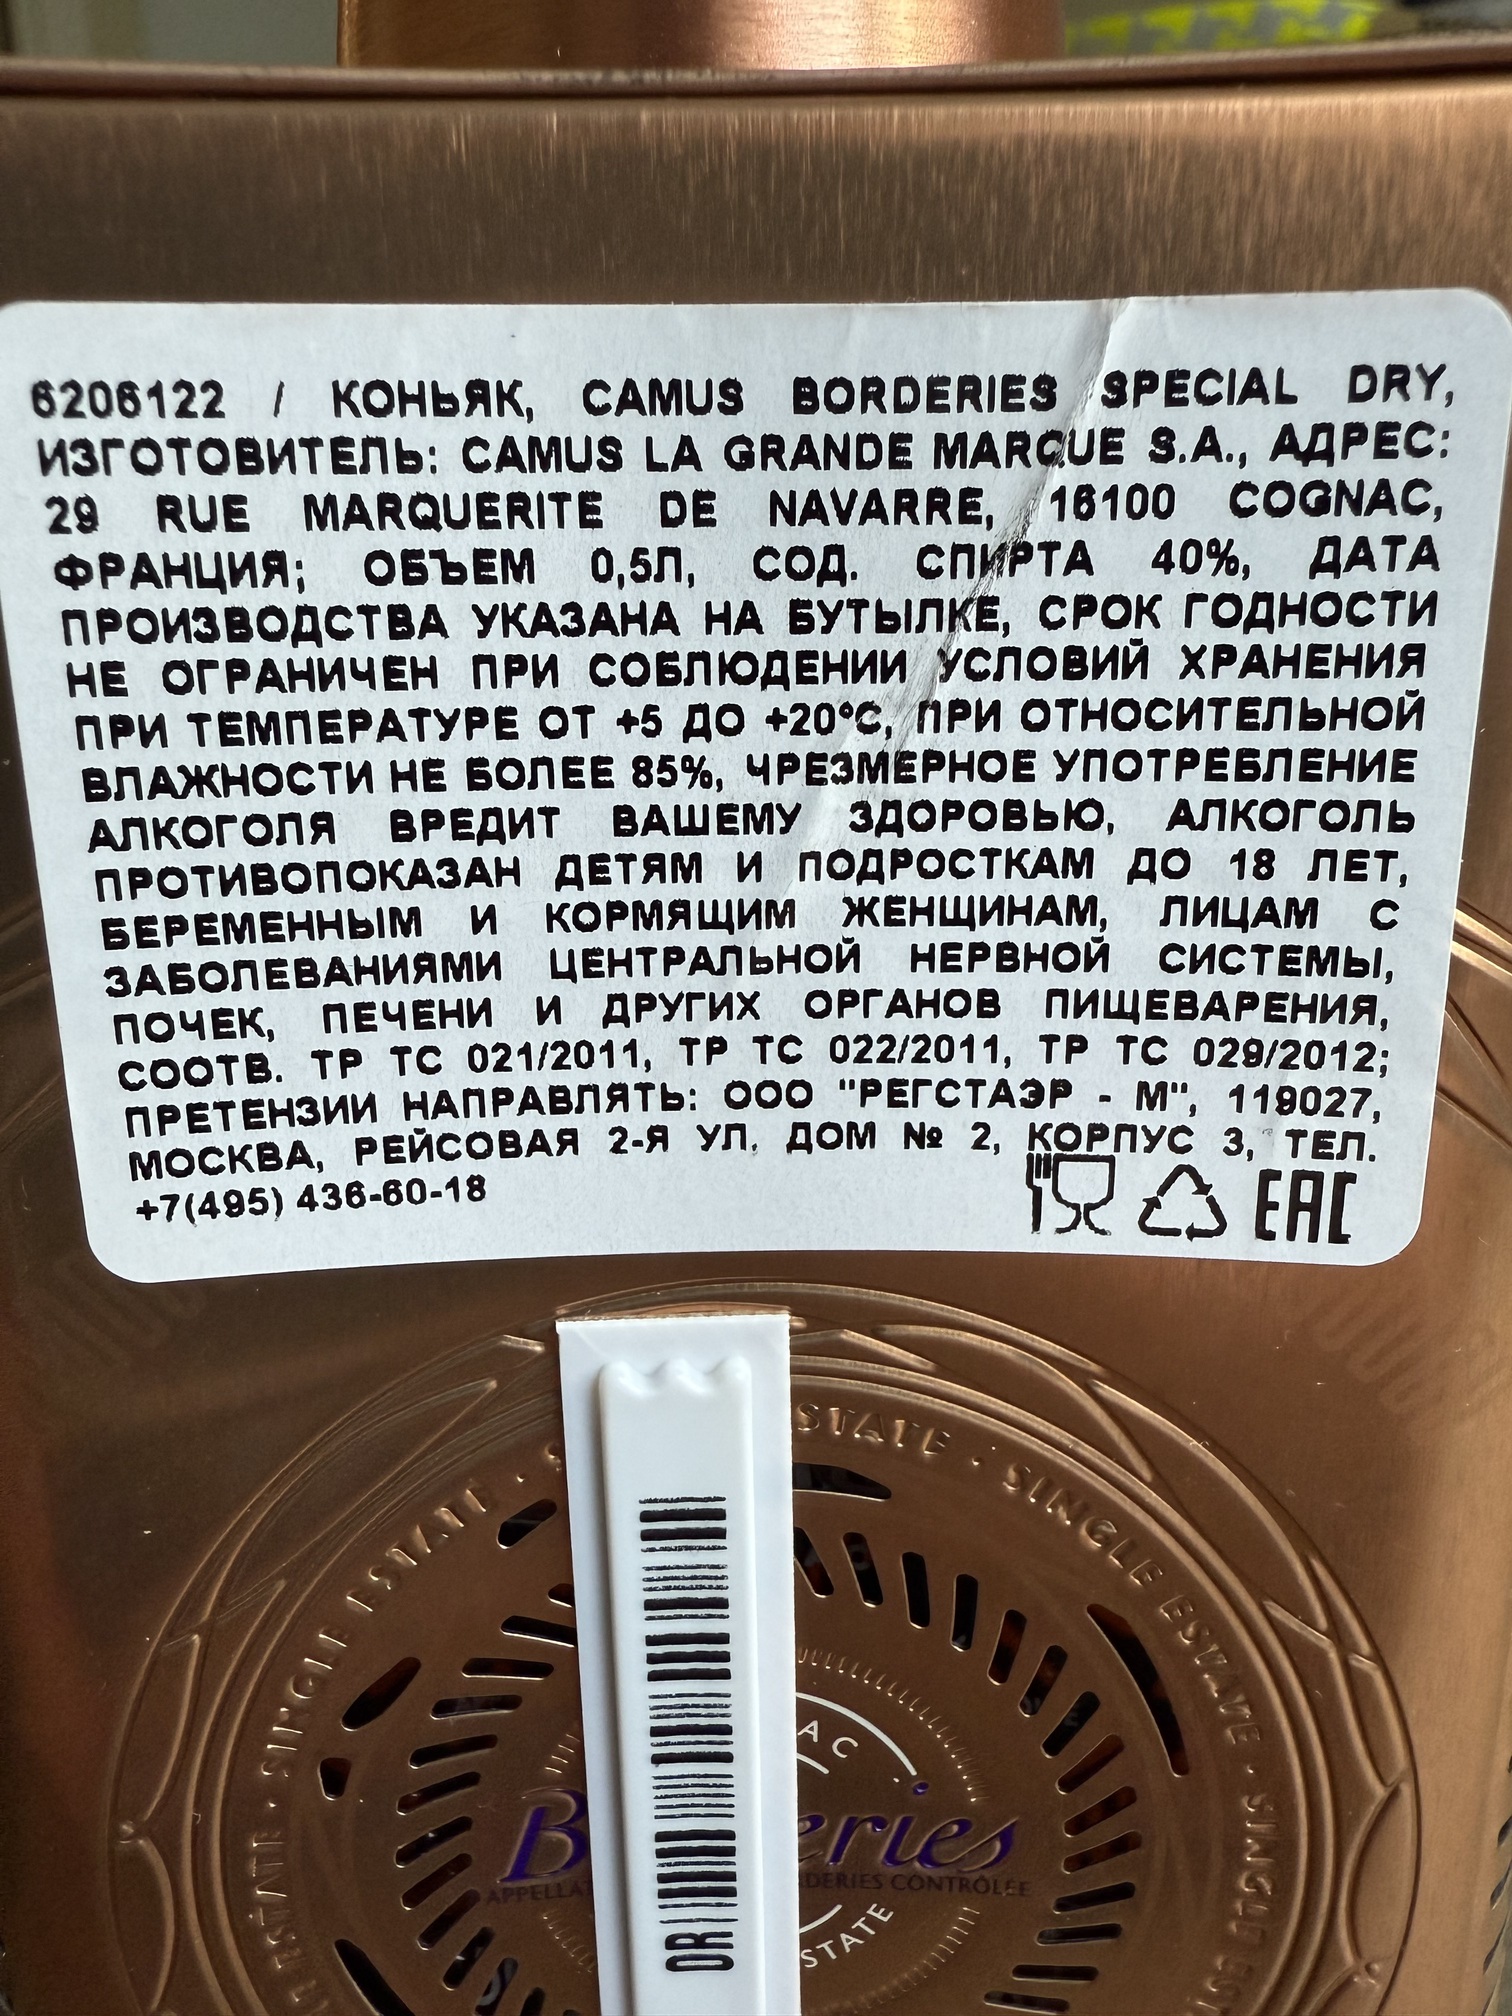 6206122 / КОНЬЯК, CAMUS BORDERIES SPECIAL DRY,
ИЗГОТОВИТЕЛЬ: CAMUS LA GRANDE MARQUE S.A., АДРЕС:
29 RUE MARQUERITE DE NAVARRE, 16100 COGNAC,
ФРАНЦИЯ; ОБЪЕМ 0,5Л, СОД. СПИРТА 40%, ДАТА
ПРОИЗВОДСТВА УКАЗАНА НА БУТЫЛКЕ, СРОК ГОДНОСТИ
НЕ ОГРАНИЧЕН ПРИ СОБЛЮДЕНИИ УСЛОВИЙ ХРАНЕНИЯ
ПРИ ТЕМПЕРАТУРЕ ОТ +5 ДО +20°С, ПРИ ОТНОСИТЕЛЬНОЙ
ВЛАЖНОСТИ НЕ БОЛЕЕ 85%, ЧРЕЗМЕРНОЕ УПОТРЕБЛЕНИЕ
АЛКОГОЛЯ ВРЕДИТ ВАШЕМУ ЗДОРОВЬЮ, АЛКОГОЛЬ
ПРОТИВОПОКАЗАН ДЕТЯМ И ПОДРОСТКАМ ДО 18 ЛЕТ,
БЕРЕМЕННЫМ И КОРМЯЩИМ ЖЕНЩИНАМ, ЛИЦАМ С
ЗАБОЛЕВАНИЯМИ ЦЕНТРАЛЬНОЙ НЕРВНОЙ СИСТЕМЫ,
ПОЧЕК, ПЕЧЕНИ И ДРУГИХ ОРГАНОВ ПИЩЕВАРЕНИЯ,
СООТВ. ТР ТС 021/2011, ТР ТС 022/2011, ТР ТС 029/2012;
ПРЕТЕНЗИИ НАПРАВЛЯТЬ: ООО "РЕГСТАЭР - М", 119027,
МОСКВА, РЕЙСОВАЯ 2-Я УЛ. ДОМ № 2, КОРПУС 3, ТЕЛ.
+7(495) 436-60-18
EAC
SINGLE ESTATE · STATE · SINGLE ESTATE ·
DR
CONTRÔLÉE
STATE